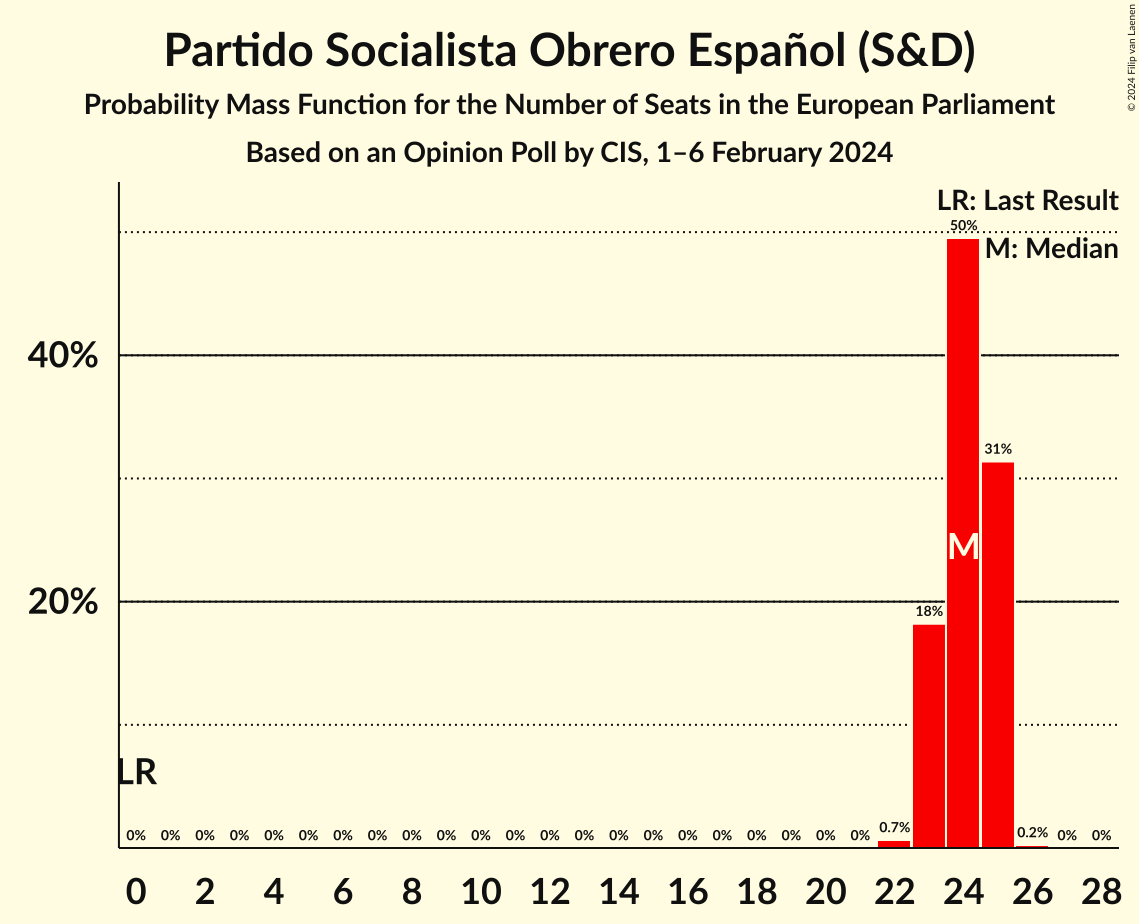 Partido Socialista Obrero Español (S&D)
Probability Mass Function for the Number of Seats in the European Parliament
Based on an Opinion Poll by CIS, 1–6 February 2024
© 2024 Filip van Laenen
LR: Last Result
M: Median
50%
40%
31%
M
20%
18%
LR
0% 0% 0% 0% 0% 0% 0% 0% 0% 0% 0% 0% 0% 0% 0% 0% 0% 0% 0% 0% 0% 0% 0.7% 0.2% 0% 0%
0 2 4 6 8 10 12 14 16 18 20 22 24 26 28